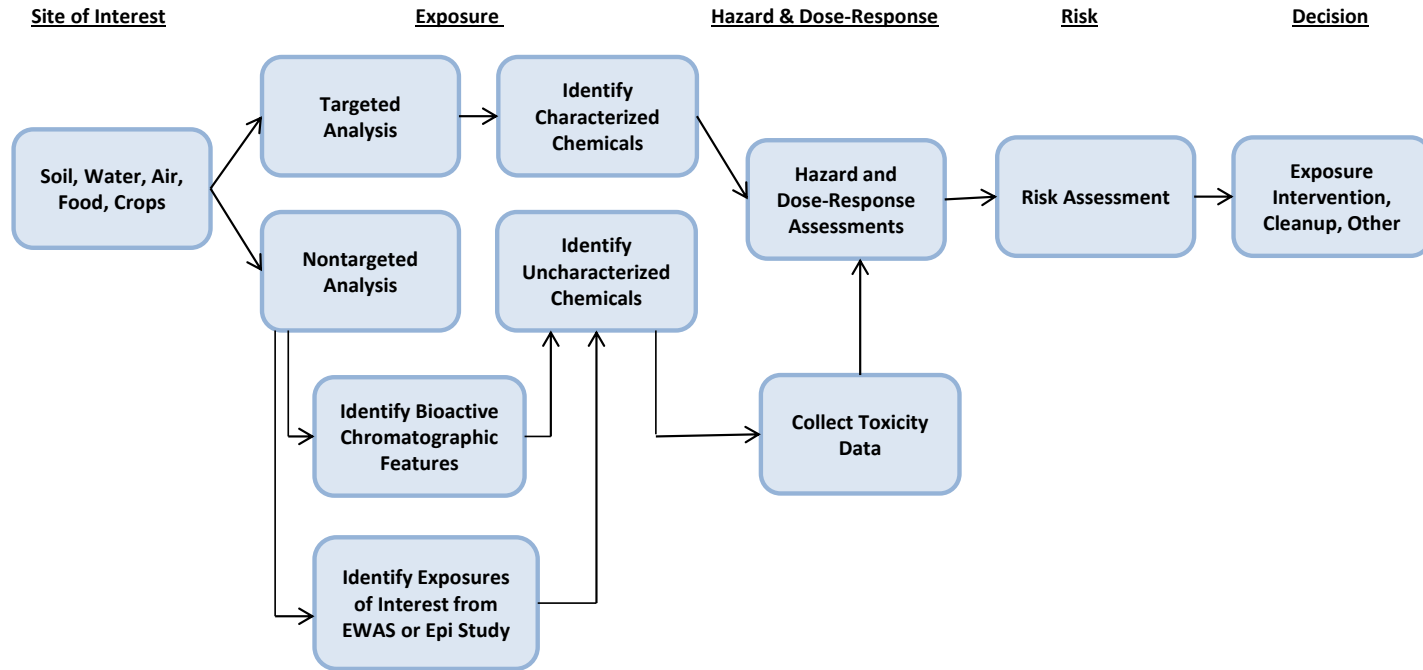 Site of Interest
Exposure
Hazard & Dose-Response
Risk
Decision
Soil, Water, Air,
Food, Crops
Targeted
Analysis
Identify
Characterized
Chemicals
Nontargeted
Analysis
Identify
Uncharacterized
Chemicals
Hazard and
Dose-Response
Assessments
Risk Assessment
Exposure
Intervention,
Cleanup, Other
Identify Bioactive
Chromatographic
Features
Collect Toxicity
Data
Identify Exposures
of Interest from
EWAS or Epi Study